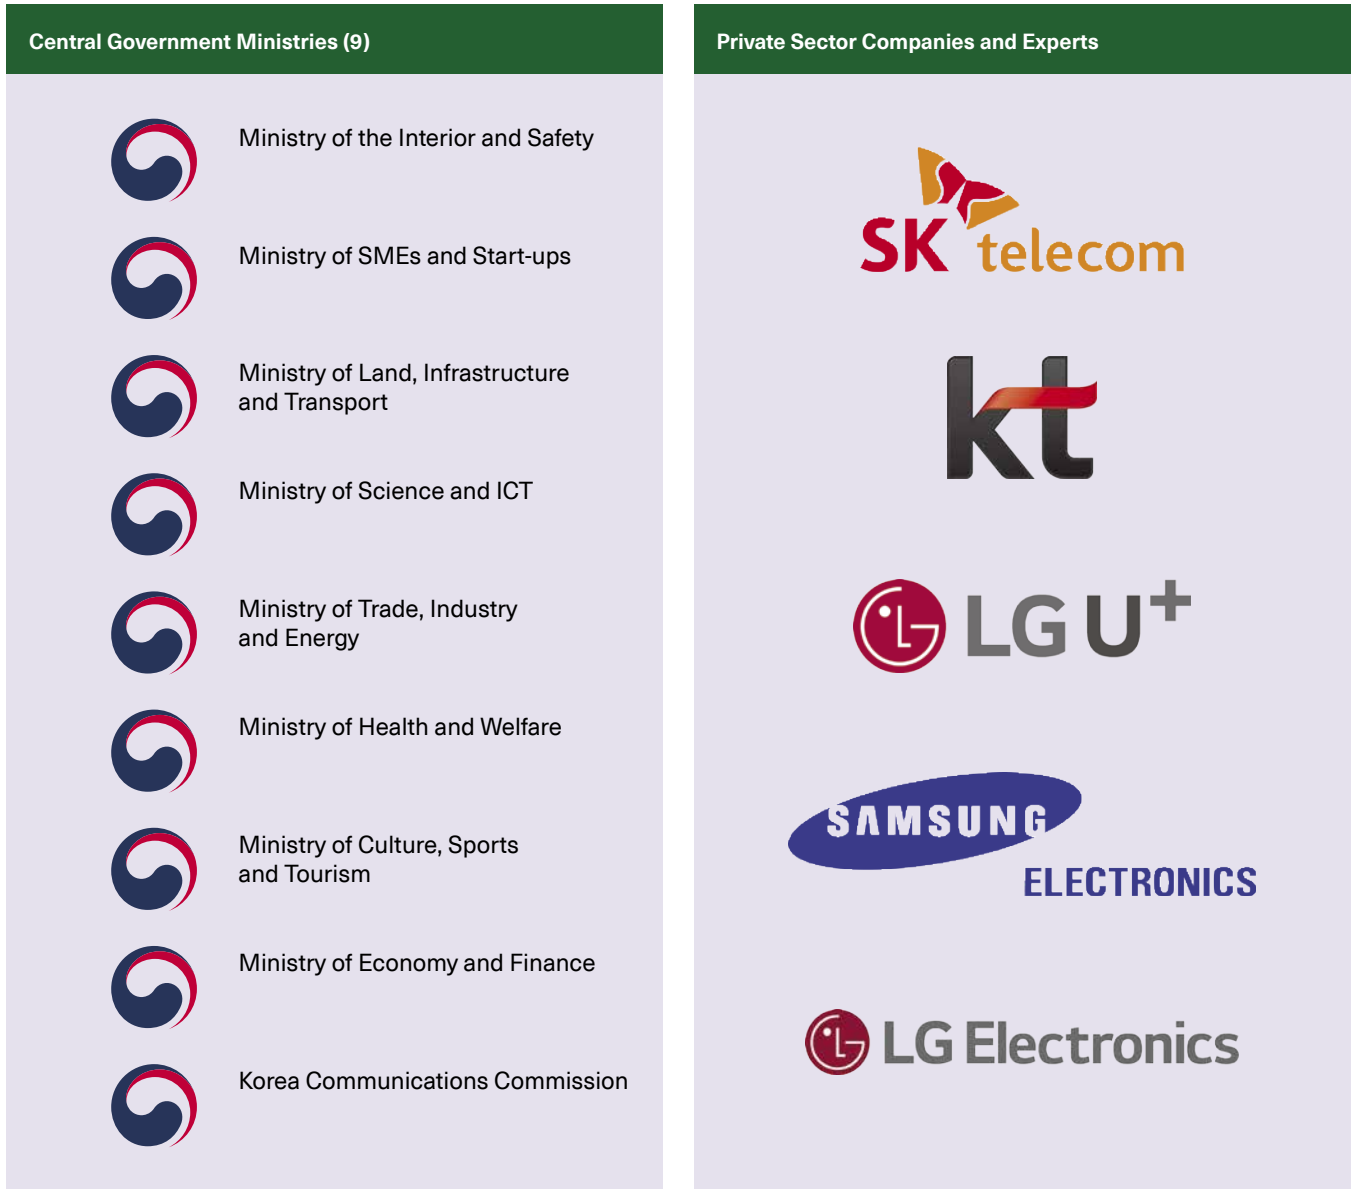 Central Government Ministries (9)
Ministry of the Interior and Safety
Ministry of SMEs and Start-ups
Ministry of Land, Infrastructure
and Transport
Ministry of Science and ICT
Ministry of Trade, Industry
and Energy
Ministry of Health and Welfare
Ministry of Culture, Sports
and Tourism
Ministry of Economy and Finance
Korea Communications Commission
Private Sector Companies and Experts
SK telecom
kt
LG U+
SAMSUNG
ELECTRONICS
LG Electronics